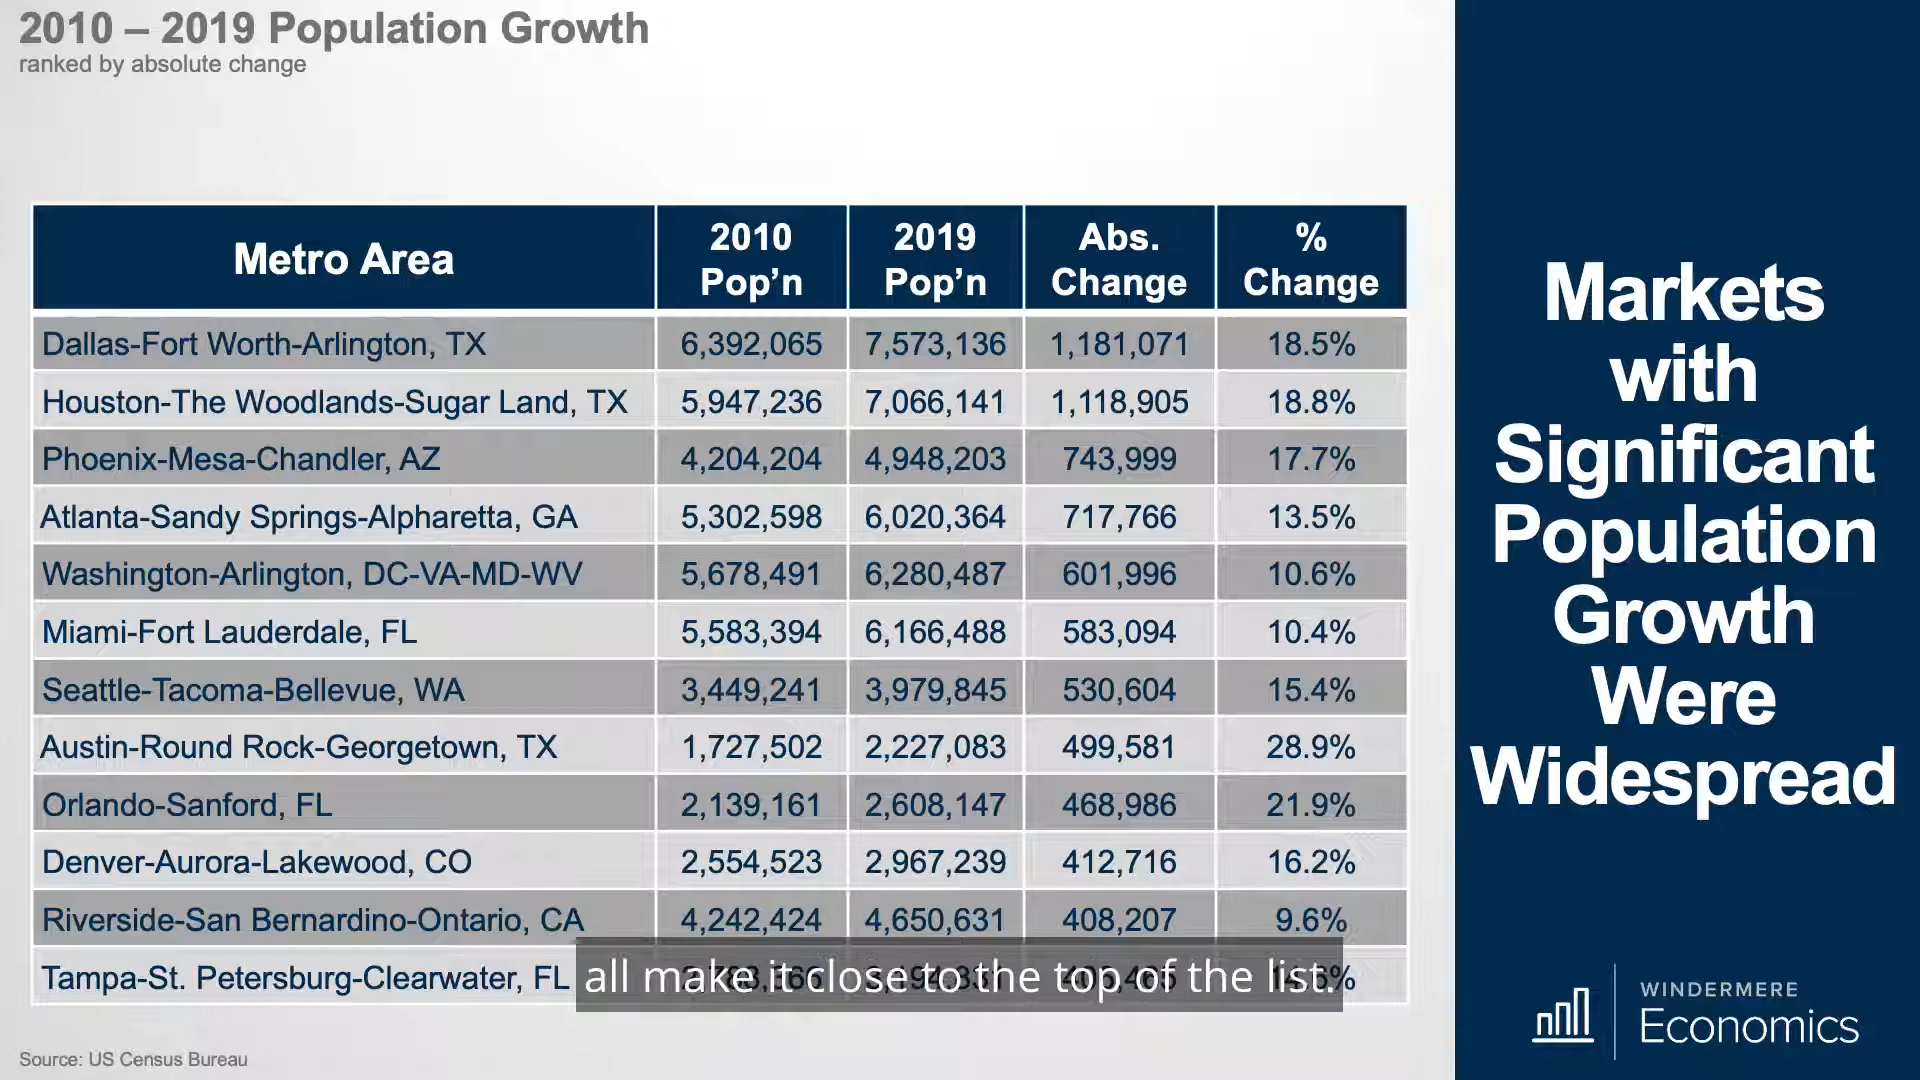 2010 – 2019 Population Growth
ranked by absolute change
Metro Area 2010 Pop’n 2019 Pop’n Abs. Change % Change
Dallas-Fort Worth-Arlington, TX 6,392,065 7,573,136 1,181,071 18.5%
Houston-The Woodlands-Sugar Land, TX 5,947,236 7,066,141 1,118,905 18.8%
Phoenix-Mesa-Chandler, AZ 4,204,204 4,948,203 743,999 17.7%
Atlanta-Sandy Springs-Alpharetta, GA 5,302,598 6,020,364 717,766 13.5%
Washington-Arlington, DC-VA-MD-WV 5,678,491 6,280,487 601,996 10.6%
Miami-Fort Lauderdale, FL 5,583,394 6,166,488 583,094 10.4%
Seattle-Tacoma-Bellevue, WA 3,449,241 3,979,845 530,604 15.4%
Austin-Round Rock-Georgetown, TX 1,727,502 2,227,083 499,581 28.9%
Orlando-Sanford, FL 2,139,161 2,608,147 468,986 21.9%
Denver-Aurora-Lakewood, CO 2,554,523 2,967,239 412,716 16.2%
Riverside-San Bernardino-Ontario, CA 4,242,424 4,650,631 408,207 9.6%
Tampa-St. Petersburg-Clearwater, FL
all make it close to the top of the list.
Source: US Census Bureau
Markets
with
Significant
Population
Growth
Were
Widespread
WINDERMERE
Economics